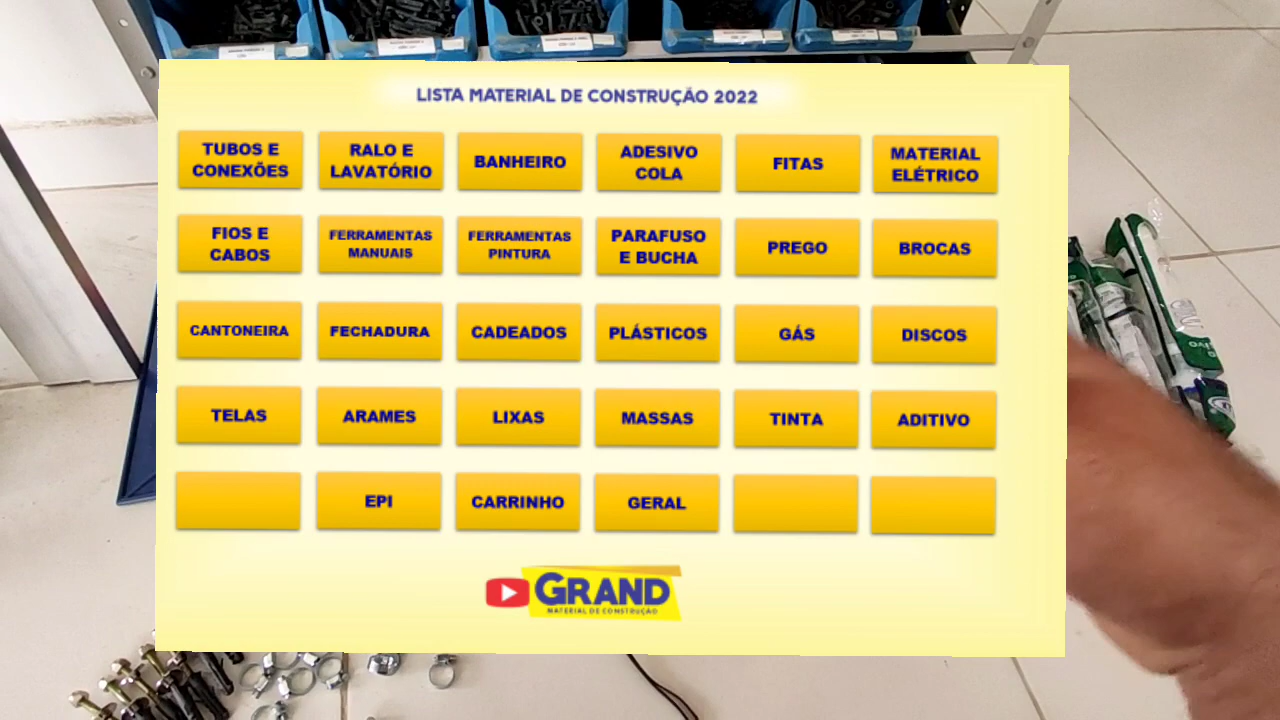 LISTA MATERIAL DE CONSTRUÇÃO 2022
TUBOS E
CONEXÕES
RALO E
LAVATÓRIO
BANHEIRO
ADESIVO
COLA
FITAS
MATERIAL
ELÉTRICO
FIOS E
CABOS
FERRAMENTAS
MANUAIS
FERRAMENTAS
PINTURA
PARAFUSO
E BUCHA
PREGO
BROCAS
CANTONEIRA
FECHADURA
CADEADOS
PLÁSTICOS
GÁS
DISCOS
TELAS
ARAMES
LIXAS
MASSAS
TINTA
ADITIVO
EPI
CARRINHO
GERAL
GRAND
MATERIAL DE CONSTRUÇÃO